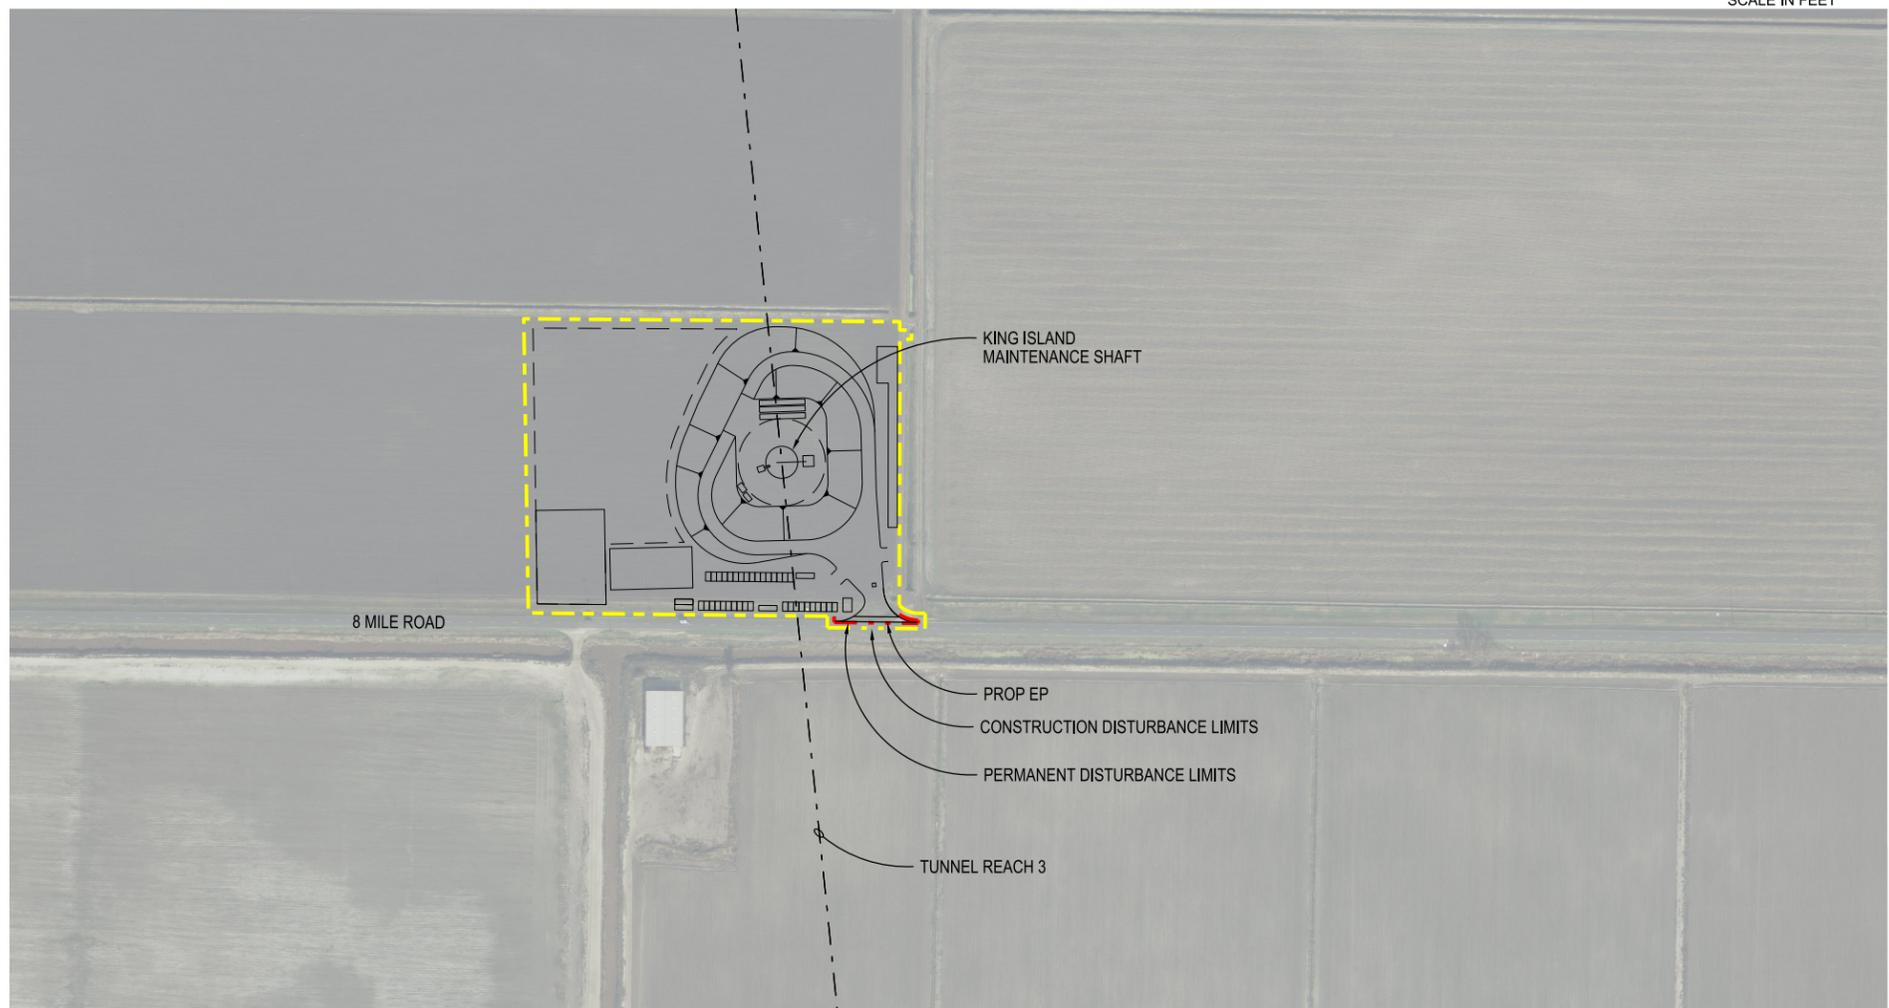 SCALE IN FEET
KING ISLAND
MAINTENANCE SHAFT
8 MILE ROAD
PROP EP
CONSTRUCTION DISTURBANCE LIMITS
PERMANENT DISTURBANCE LIMITS
TUNNEL REACH 3